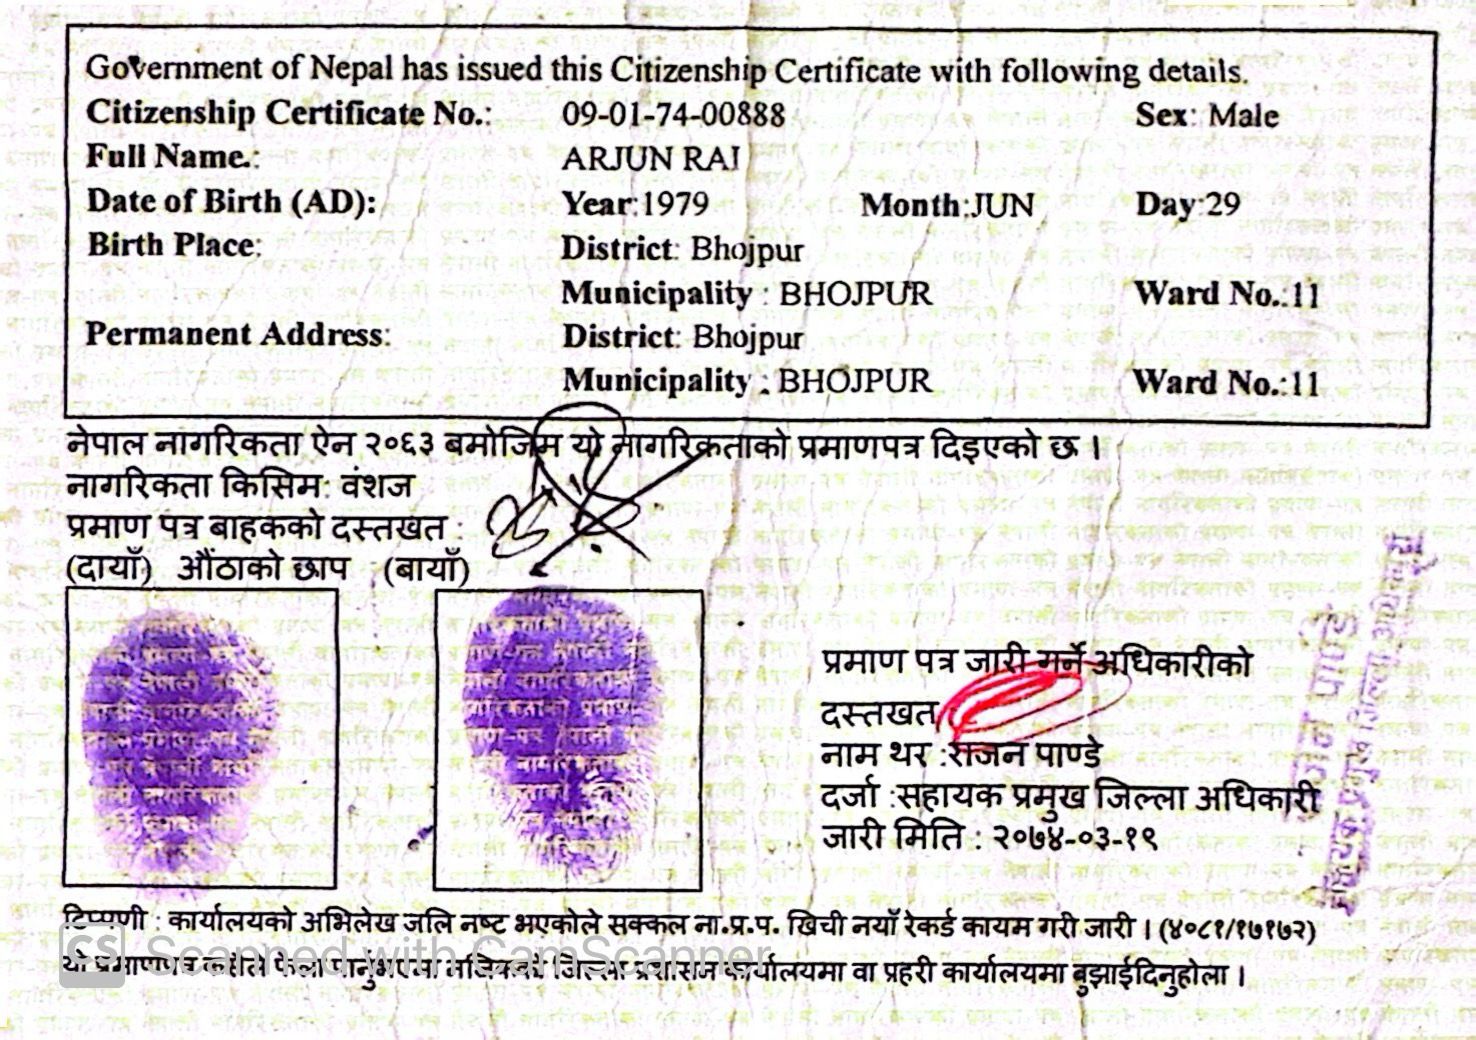 Government of Nepal has issued this Citizenship Certificate with following details.
Citizenship Certificate No.: 09-01-74-00888 Sex: Male
Full Name.: ARJUN RAI
Date of Birth (AD): Year:1979 Month:JUN Day:29
Birth Place: District: Bhojpur
Municipality : BHOJPUR Ward No.:11
Permanent Address: District: Bhojpur
Municipality : BHOJPUR Ward No.:11
नेपाल नागरिकता ऐन २०६३ बमोजिम यो नागरिकताको प्रमाणपत्र दिइएको छ ।
नागरिकता किसिम: वंशज
प्रमाण पत्र बाहकको दस्तखत :
(दायाँ) औंठाको छाप (बायाँ)
प्रमाण पत्र जारी गर्ने अधिकारीको
दस्तखत
नाम थर :राजन पाण्डे
दर्जा :सहायक प्रमुख जिल्ला अधिकारी
जारी मिति : २०७४-०३-१९
राजन पाण्डे
सहायक प्रमुख जिल्ला अधिकारी
टिप्पणी : कार्यालयको अभिलेख जलि नष्ट भएकोले सक्कल ना.प्र.प. खिची नयाँ रेकर्ड कायम गरी जारी । (४०८१/१७१७२)
यो प्रमाणपत्र कसैले फेला पार्नुभएमा नजिकको जिल्ला प्रशासन कार्यालयमा वा प्रहरी कार्यालयमा बुझाईदिनुहोला ।
CS Scanned with CamScanner